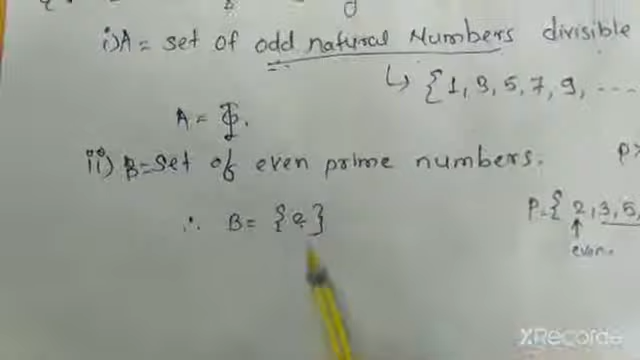 i) A = set of odd natural Numbers divisible
↳ {1, 3, 5, 7, 9, ....
A = Φ.
ii) B = set of even prime numbers.
∴ B = {2}
P = { 2, 3, 5,
↑
even.
XRecorder